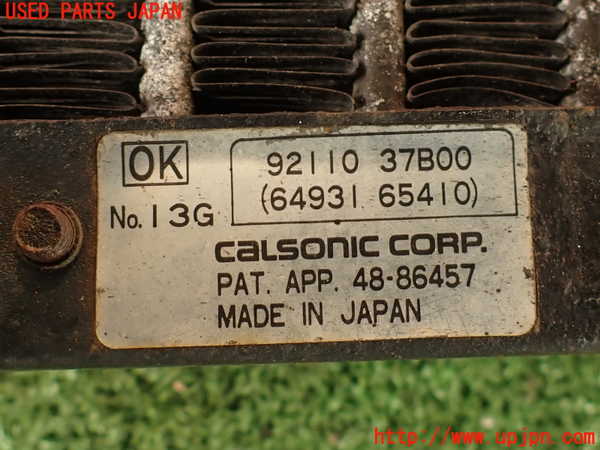 USED PARTS JAPAN
OK
92110 37B00
(64931 65410)
No. 13G
CALSONIC CORP.
PAT. APP. 48-86457
MADE IN JAPAN
http://www.upjpn.com